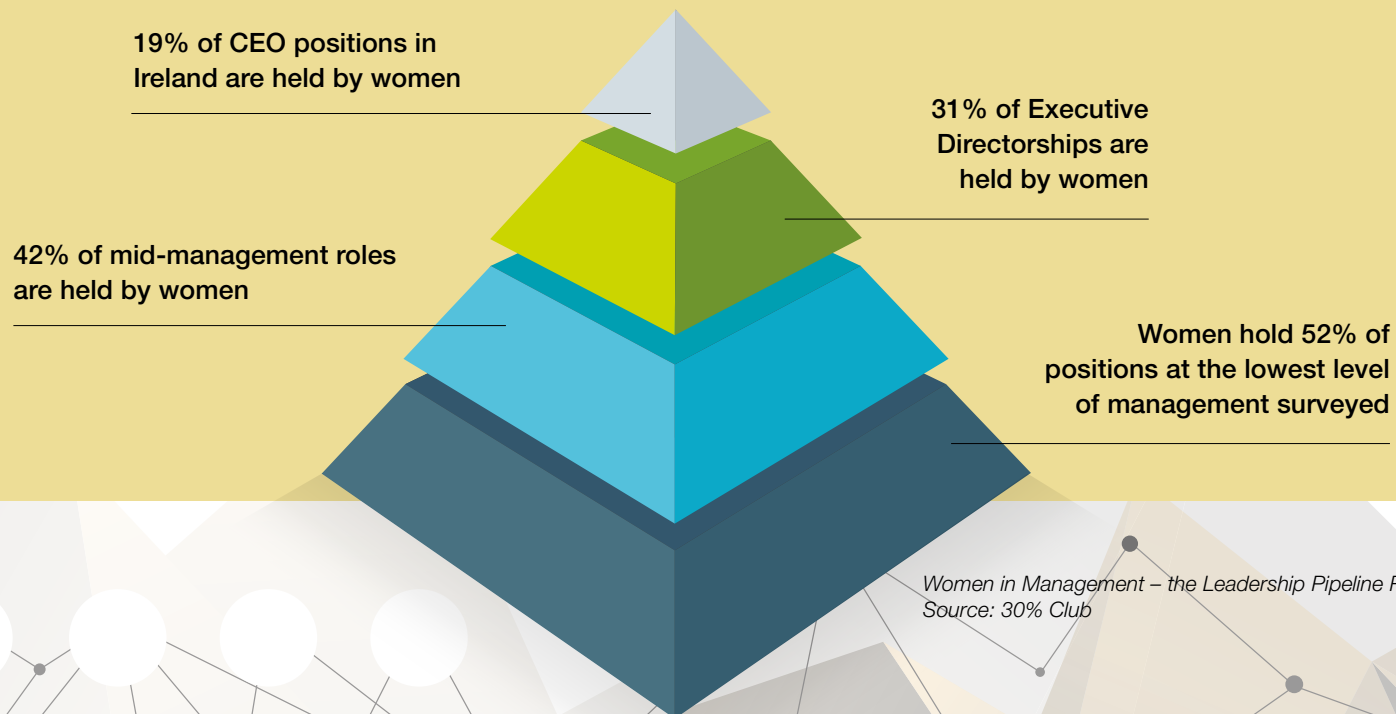 19% of CEO positions in
Ireland are held by women
31% of Executive
Directorships are
held by women
42% of mid-management roles
are held by women
Women hold 52% of
positions at the lowest level
of management surveyed
Women in Management – the Leadership Pipeline
Source: 30% Club